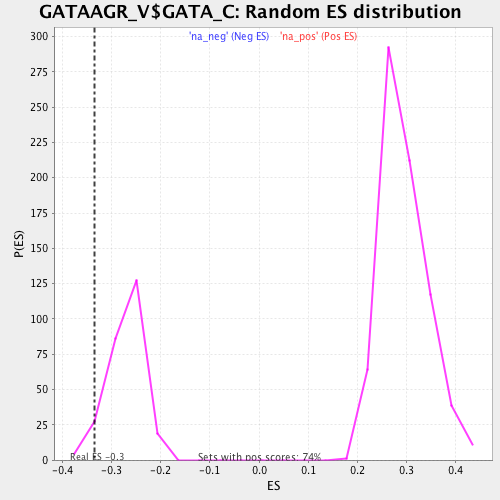 GATAAGR_V$GATA_C: Random ES distribution
'na_neg' (Neg ES) 'na_pos' (Pos ES)
300
275
250
225
200
175
150
125
100
75
50
25
0
P(ES)
Real ES -0.3
Sets with pos scores: 74%
-0.4 -0.3 -0.2 -0.1 0.0 0.1 0.2 0.3 0.4
ES